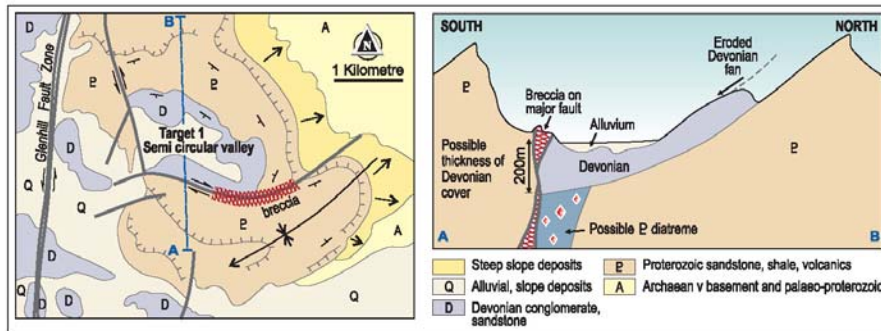 D
B
A
N
1 Kilometre
Glenhill Fault Zone
D
Target 1
Semi circular valley
D
D
Q
Q
breccia
A
Q
A
D
D
D
Q
SOUTH
NORTH
Eroded
Devonian
fan
Breccia on
major fault
Alluvium
Possible
thickness of
Devonian
cover
200m
Devonian
Possible P diatreme
A
B
Steep slope deposits
Q Alluvial, slope deposits
D Devonian conglomerate,
sandstone
P Proterozoic sandstone, shale, volcanics
A Archaean v basement and palaeo-proterozoic